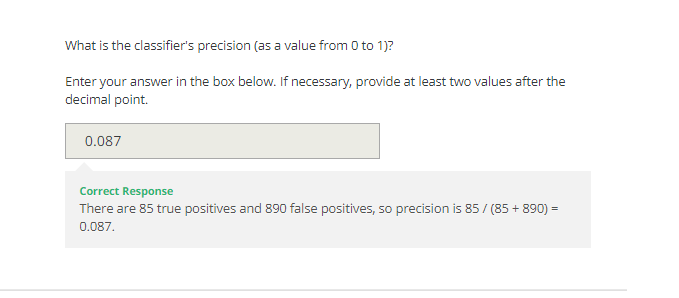 What is the classifier's precision (as a value from 0 to 1)?
Enter your answer in the box below. If necessary, provide at least two values after the
decimal point.
0.087
Correct Response
There are 85 true positives and 890 false positives, so precision is 85 / (85 + 890) =
0.087.